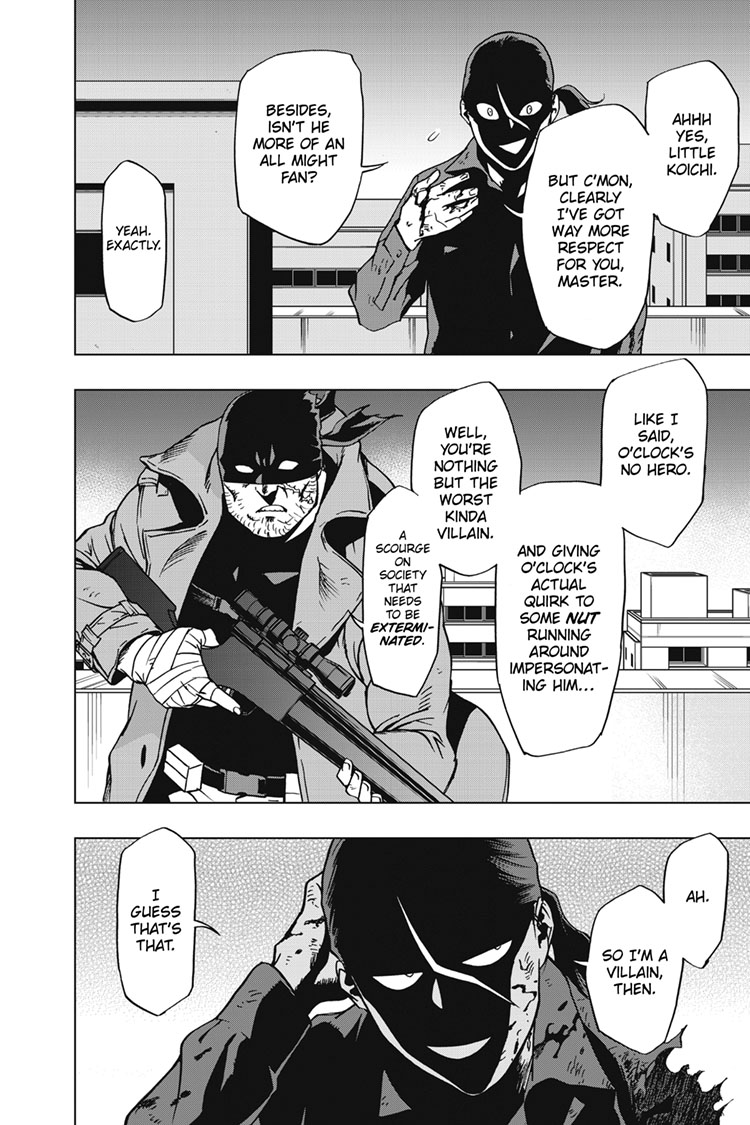 AHHH
YES,
LITTLE
KOICHI.
BUT C'MON,
CLEARLY
I'VE GOT
WAY MORE
RESPECT
FOR YOU,
MASTER.
BESIDES,
ISN'T HE
MORE OF AN
ALL MIGHT
FAN?
YEAH.
EXACTLY.
LIKE I
SAID,
O'CLOCK'S
NO HERO.
AND GIVING
O'CLOCK'S
ACTUAL
QUIRK TO
SOME NUT
RUNNING
AROUND
IMPERSONAT-
ING HIM...
WELL,
YOU'RE
NOTHING
BUT THE
WORST
KINDA
VILLAIN.
A
SCOURGE
ON
SOCIETY
THAT
NEEDS
TO BE
EXTERMI-
NATED.
AH.
SO I'M A
VILLAIN,
THEN.
I
GUESS
THAT'S
THAT.